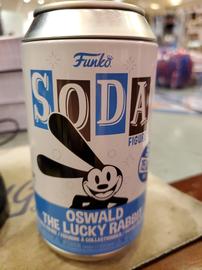 Funko
SODA
FIGURE
OSWALD
THE LUCKY RABBIT